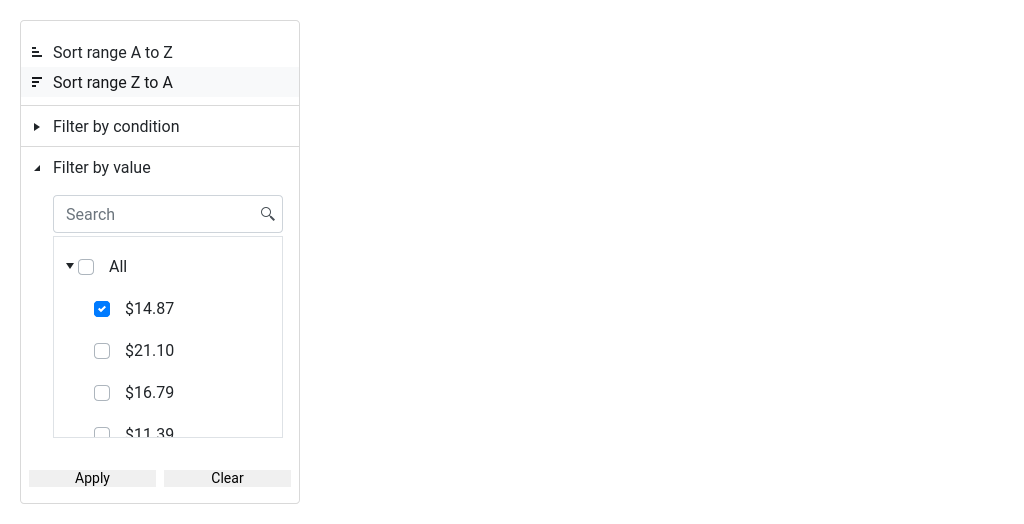 Sort range A to Z
Sort range Z to A
Filter by condition
Filter by value
Search
All
$14.87
$21.10
$16.79
$11.39
Apply
Clear